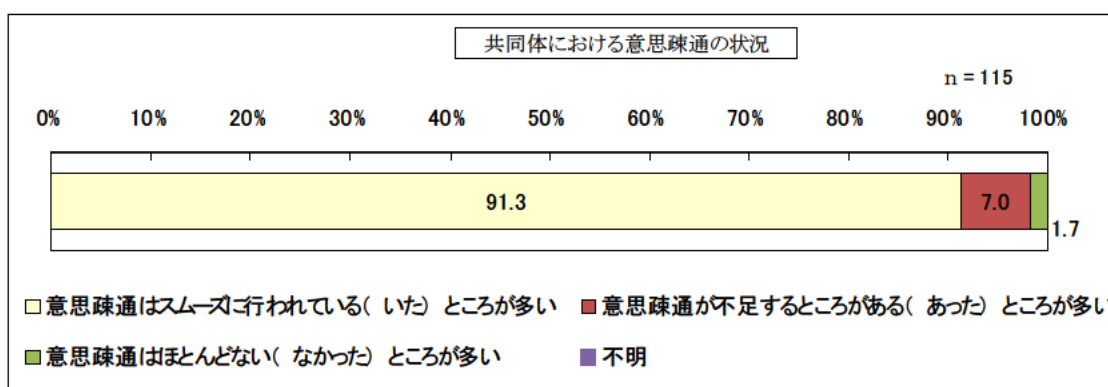 共同体における意思疎通の状況
n = 115
0% 10% 20% 30% 40% 50% 60% 70% 80% 90% 100%
91.3 7.0
1.7
意思疎通はスムーズに行われている( いた) ところが多い 意思疎通が不足するところがある( あった) ところが多い
意思疎通はほとんどない( なかった) ところが多い 不明